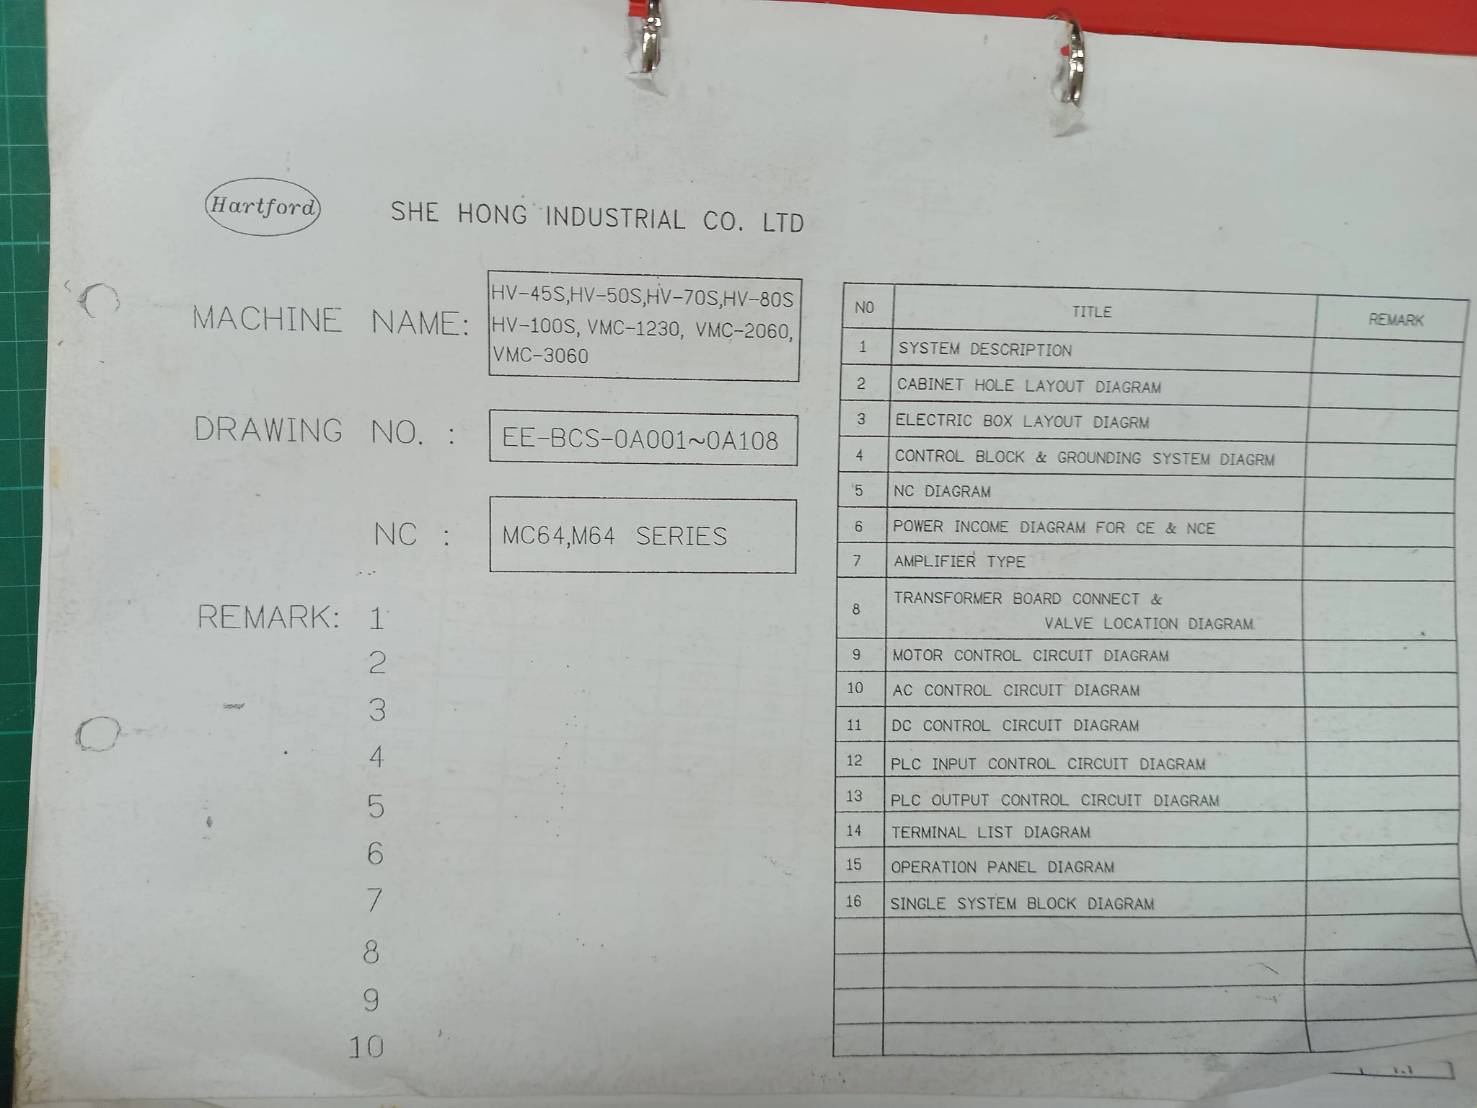 Hartford
SHE HONG INDUSTRIAL CO. LTD
MACHINE NAME:
HV-45S,HV-50S,HV-70S,HV-80S
HV-100S, VMC-1230, VMC-2060,
VMC-3060
DRAWING NO. :
EE-BCS-0A001~0A108
NC :
MC64,M64 SERIES
REMARK: 1
2
3
4
5
6
7
8
9
10
NO TITLE REMARK
1 SYSTEM DESCRIPTION
2 CABINET HOLE LAYOUT DIAGRAM
3 ELECTRIC BOX LAYOUT DIAGRM
4 CONTROL BLOCK & GROUNDING SYSTEM DIAGRM
5 NC DIAGRAM
6 POWER INCOME DIAGRAM FOR CE & NCE
7 AMPLIFIER TYPE
8 TRANSFORMER BOARD CONNECT &
VALVE LOCATION DIAGRAM
9 MOTOR CONTROL CIRCUIT DIAGRAM
10 AC CONTROL CIRCUIT DIAGRAM
11 DC CONTROL CIRCUIT DIAGRAM
12 PLC INPUT CONTROL CIRCUIT DIAGRAM
13 PLC OUTPUT CONTROL CIRCUIT DIAGRAM
14 TERMINAL LIST DIAGRAM
15 OPERATION PANEL DIAGRAM
16 SINGLE SYSTEM BLOCK DIAGRAM